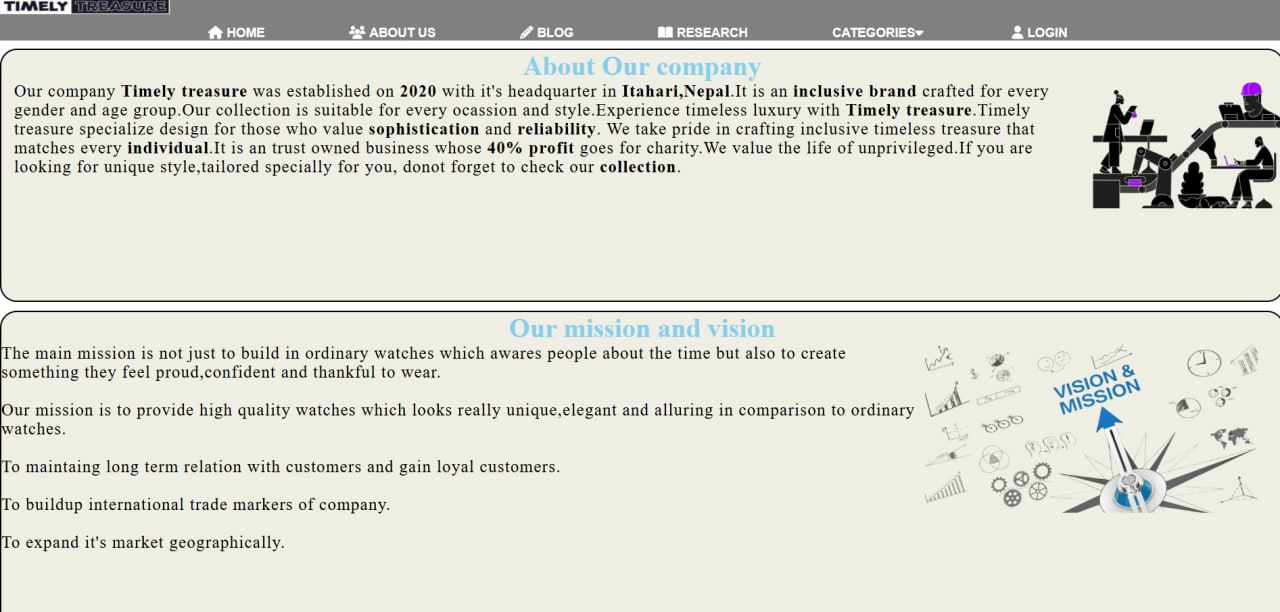 TIMELY TREASURE
HOME ABOUT US BLOG RESEARCH CATEGORIES LOGIN
About Our company
Our company Timely treasure was established on 2020 with it's headquarter in Itahari,Nepal.It is an inclusive brand crafted for every
gender and age group.Our collection is suitable for every ocassion and style.Experience timeless luxury with Timely treasure.Timely
treasure specialize design for those who value sophistication and reliability. We take pride in crafting inclusive timeless treasure that
matches every individual.It is an trust owned business whose 40% profit goes for charity.We value the life of unprivileged.If you are
looking for unique style,tailored specially for you, donot forget to check our collection.
Our mission and vision
The main mission is not just to build in ordinary watches which awares people about the time but also to create
something they feel proud,confident and thankful to wear.
Our mission is to provide high quality watches which looks really unique,elegant and alluring in comparison to ordinary
watches.
To maintaing long term relation with customers and gain loyal customers.
To buildup international trade markers of company.
To expand it's market geographically.
VISION &
MISSION